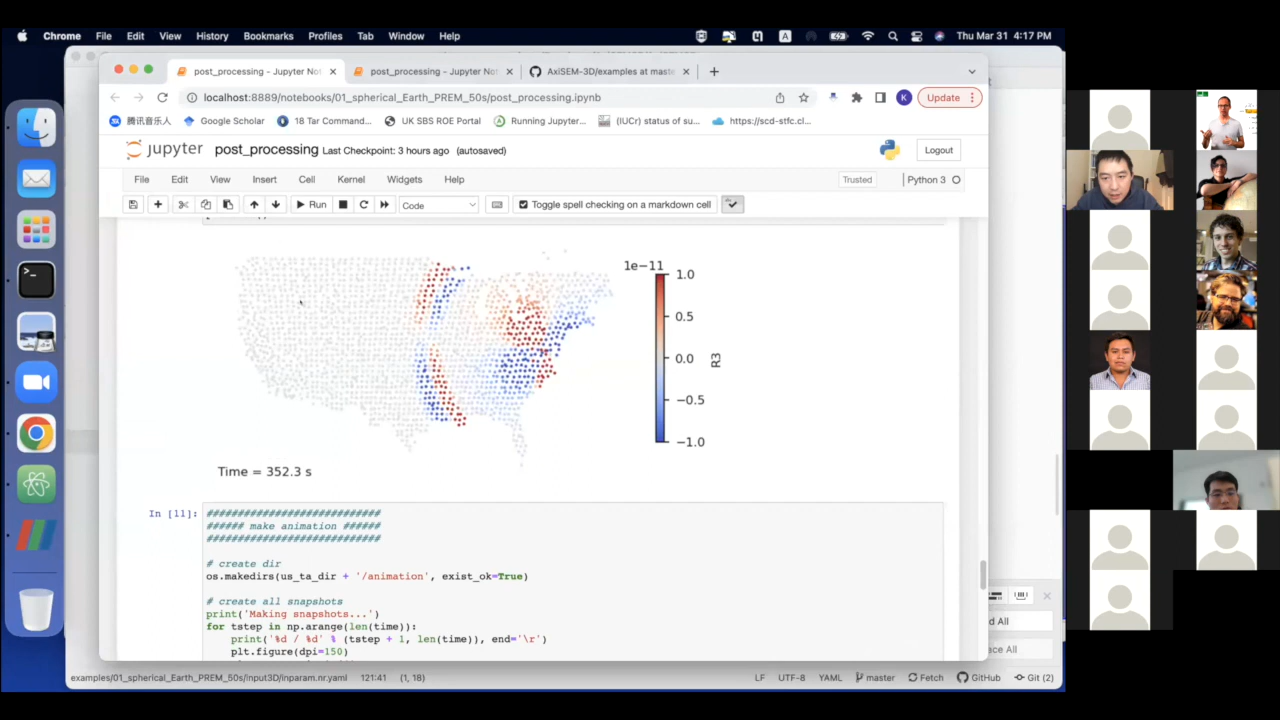 Chrome File Edit View History Bookmarks Profiles Tab Window Help
A
Thu Mar 31 4:17 PM
post_processing - Jupyter Not
post_processing - Jupyter Not
AxiSEM-3D/examples at maste
localhost:8889/notebooks/01_spherical_Earth_PREM_50s/post_processing.ipynb
K
Update
腾讯音乐人
Google Scholar
18 Tar Command...
UK SBS ROE Portal
Running Jupyter...
(IUCr) status of su...
https://scd-stfc.cl...
jupyter post_processing Last Checkpoint: 3 hours ago (autosaved)
Logout
File Edit View Insert Cell Kernel Widgets Help
Trusted
Python 3
Run
Code
Toggle spell checking on a markdown cell
1e−11
1.0
0.5
0.0
−0.5
−1.0
R3
Time = 352.3 s
In [11]:
############################
###### make animation ######
############################
# create dir
os.makedirs(us_ta_dir + '/animation', exist_ok=True)
# create all snapshots
print('Making snapshots...')
for tstep in np.arange(len(time)):
print('%d / %d' % (tstep + 1, len(time)), end='\r')
plt.figure(dpi=150)
d All
ace All
examples/01_spherical_Earth_PREM_50s/input3D/inparam.nr.yaml 121:41 (1, 18)
LF UTF-8 YAML master Fetch GitHub Git (2)